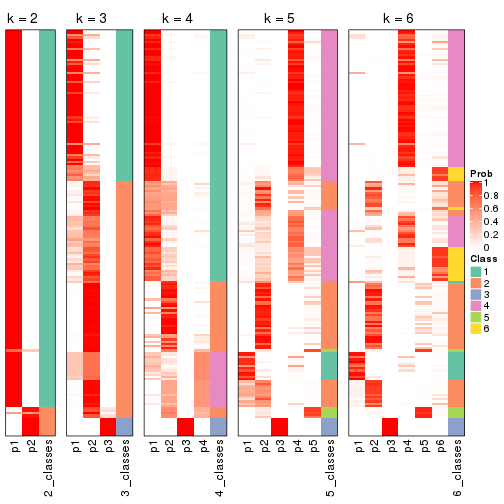 k = 2
k = 3
k = 4
k = 5
k = 6
Prob
1
0.8
0.6
0.4
0.2
0
Class
1
2
3
4
5
6
p1
p2
2_classes
p1
p2
p3
3_classes
p1
p2
p3
p4
4_classes
p1
p2
p3
p4
p5
5_classes
p1
p2
p3
p4
p5
p6
6_classes